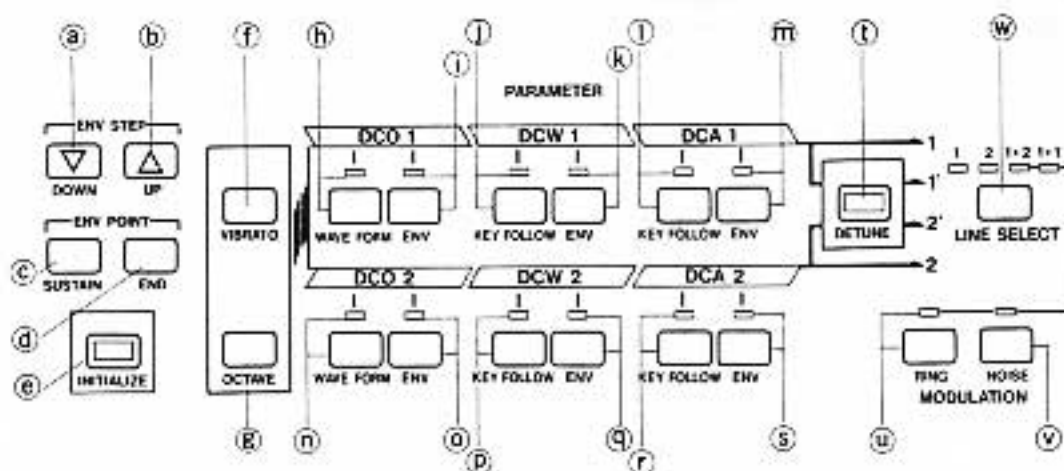 ⓐ ⓑ ⓕ ⓗ ⓙ ⓛ ⓜ ⓣ ⓦ
ⓘ ⓚ
PARAMETER
ENV STEP
DCO 1 DCW 1 DCA 1
1
1 2 1+2' 1+1'
DOWN UP
1'
ENV POINT
VIBRATO
WAVE FORM ENV KEY FOLLOW ENV KEY FOLLOW ENV
DETUNE
2'
LINE SELECT
ⓒ
SUSTAIN END
2
DCO 2 DCW 2 DCA 2
ⓓ
ⓔ
INITIALIZE
OCTAVE
WAVE FORM ENV KEY FOLLOW ENV KEY FOLLOW ENV
RING NOISE
MODULATION
ⓖ ⓝ ⓞ ⓟ ⓠ ⓡ ⓢ ⓤ ⓥ